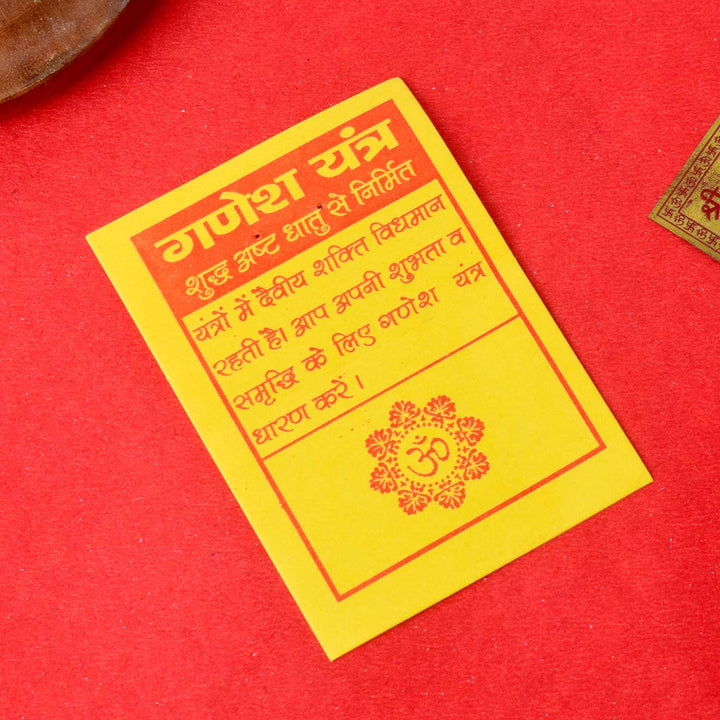 गणेश यंत्र
शुद्ध अष्ट धातु से निर्मित
यंत्रों में दैवीय शक्ति विधमान
रहती है। आप अपनी शुभता व
समृद्धि के लिए गणेश यंत्र
धारण करें ।
ॐ
श्री